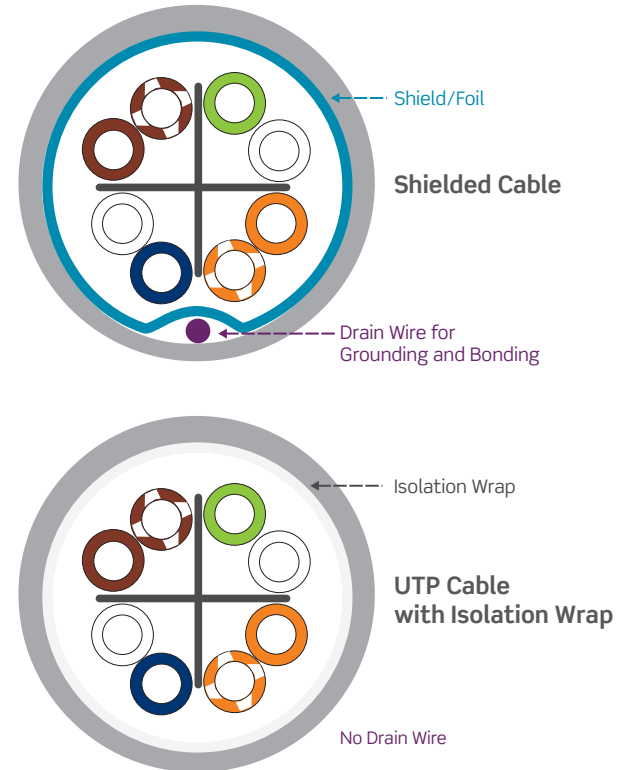 Shield/Foil
Shielded Cable
Drain Wire for
Grounding and Bonding
Isolation Wrap
UTP Cable
with Isolation Wrap
No Drain Wire